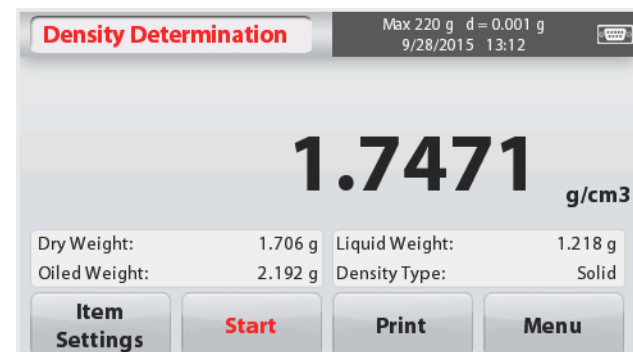 Density Determination
Max 220 g d = 0.001 g
9/28/2015 13:12
1.7471 g/cm3
Dry Weight: 1.706 g Liquid Weight: 1.218 g
Oiled Weight: 2.192 g Density Type: Solid
Item
Settings
Start
Print
Menu